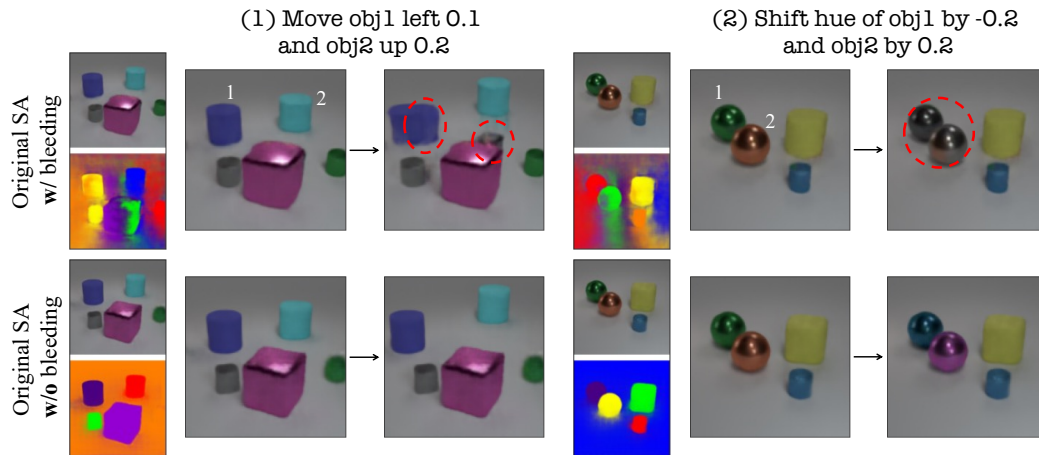 (1) Move obj1 left 0.1
and obj2 up 0.2
(2) Shift hue of obj1 by -0.2
and obj2 by 0.2
Original SA
w/ bleeding
1
2
1
2
Original SA
w/o bleeding